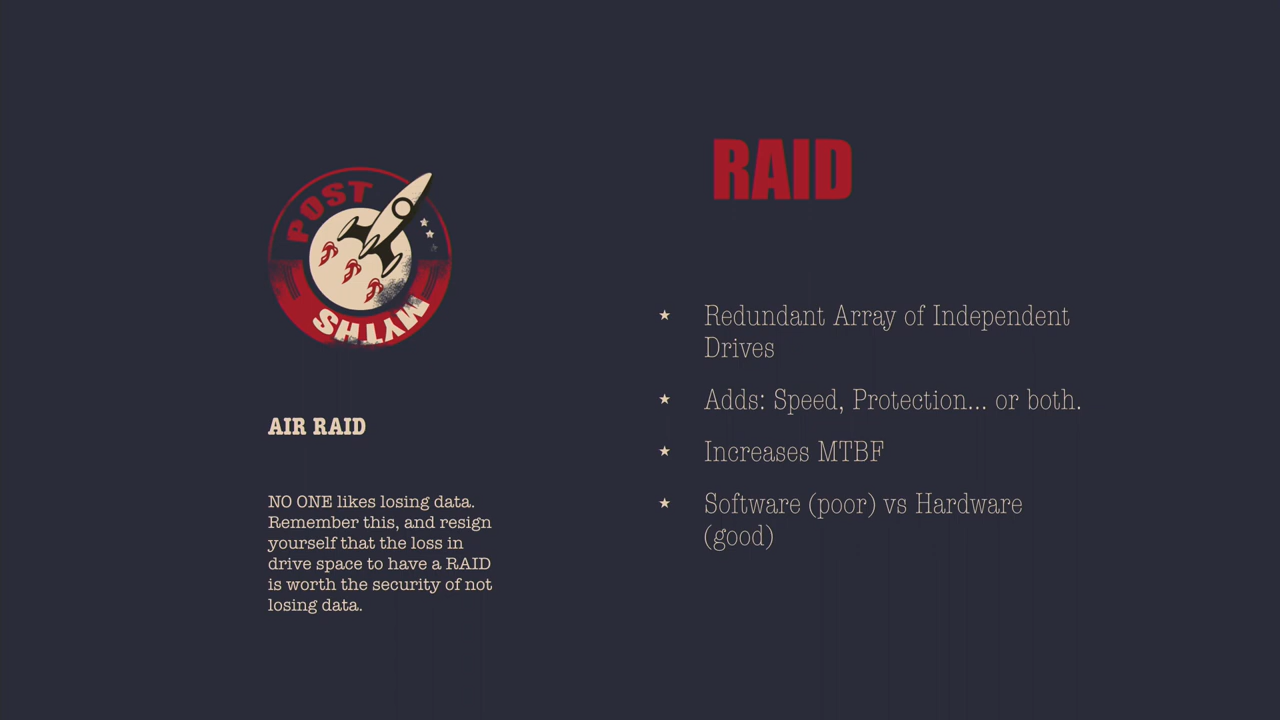 POST
MYTHS
AIR RAID
NO ONE likes losing data.
Remember this, and resign
yourself that the loss in
drive space to have a RAID
is worth the security of not
losing data.
RAID
Redundant Array of Independent
Drives
Adds: Speed, Protection... or both.
Increases MTBF
Software (poor) vs Hardware
(good)